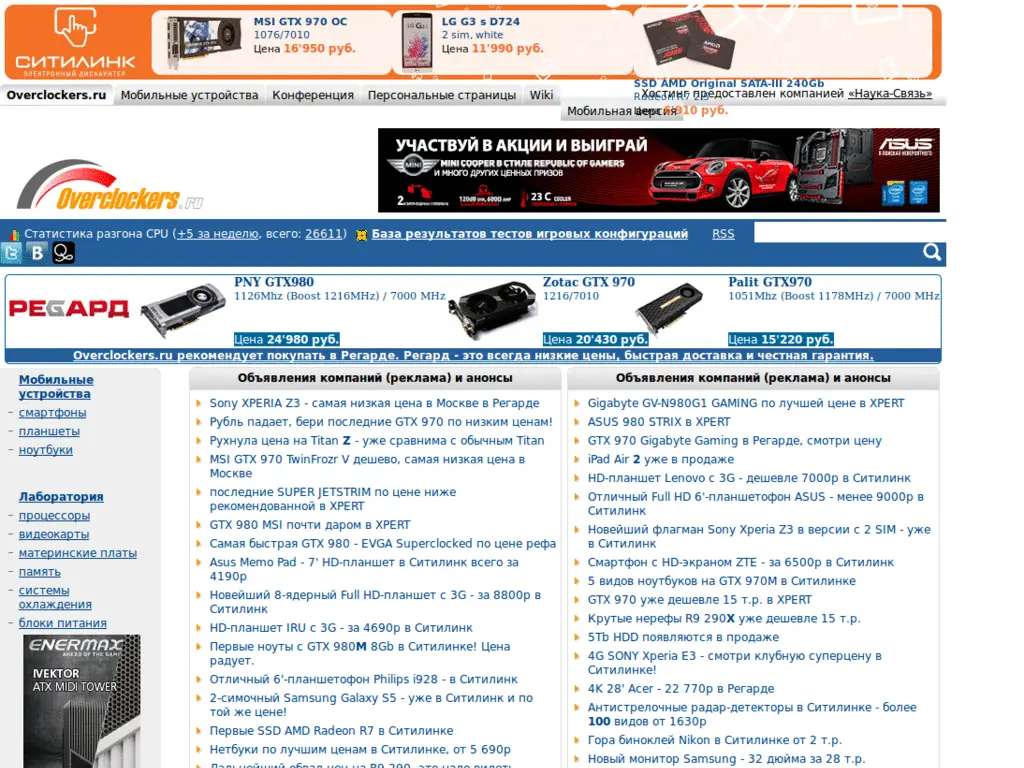 СИТИЛИНК
ЭЛЕКТРОННЫЙ ДИСКАУНТЕР
MSI GTX 970 OC
1076/7010
Цена 16'950 руб.
LG G3 s D724
2 sim, white
Цена 11'990 руб.
SSD AMD Original SATA-III 240Gb
Цена 6'910 руб.
Хостинг предоставлен компанией «Наука-Связь»
Overclockers.ru
Мобильные устройства
Конференция
Персональные страницы
Wiki
Мобильная версия
Overclockers.ru
УЧАСТВУЙ В АКЦИИ И ВЫИГРАЙ
MINI COOPER В СТИЛЕ REPUBLIC OF GAMERS
И МНОГО ДРУГИХ ЦЕННЫХ ПРИЗОВ
ASUS
Статистика разгона CPU (+5 за неделю, всего: 26611)
База результатов тестов игровых конфигураций
RSS
РЕГАРД
PNY GTX980
1126Mhz (Boost 1216MHz) / 7000 MHz
Цена 24'980 руб.
Zotac GTX 970
1216/7010
Цена 20'430 руб.
Palit GTX970
1051Mhz (Boost 1178MHz) / 7000 MHz
Цена 15'220 руб.
Overclockers.ru рекомендует покупать в Регарде. Регард - это всегда низкие цены, быстрая доставка и честная гарантия.
Мобильные
устройства
смартфоны
планшеты
ноутбуки
Лаборатория
процессоры
видеокарты
материнские платы
память
системы
охлаждения
блоки питания
ENERMAX
AHEAD OF THE GAME
IVEKTOR
ATX MIDI TOWER
Объявления компаний (реклама) и анонсы
Sony XPERIA Z3 - самая низкая цена в Москве в Регарде
Рубль падает, бери последние GTX 970 по низким ценам!
Рухнула цена на Titan Z - уже сравнима с обычным Titan
MSI GTX 970 TwinFrozr V дешево, самая низкая цена в
Москве
последние SUPER JETSTRIM по цене ниже
рекомендованной в XPERT
GTX 980 MSI почти даром в XPERT
Самая быстрая GTX 980 - EVGA Superclocked по цене рефа
Asus Memo Pad - 7' HD-планшет в Ситилинк всего за
4190р
Новейший 8-ядерный Full HD-планшет с 3G - за 8800р в
Ситилинк
HD-планшет IRU с 3G - за 4690р в Ситилинк
Первые ноуты с GTX 980M 8Gb в Ситилинке! Цена
радует.
Отличный 6'-планшетофон Philips i928 - в Ситилинк
2-симочный Samsung Galaxy S5 - уже в Ситилинк и по
той же цене!
Первые SSD AMD Radeon R7 в Ситилинке
Нетбуки по лучшим ценам в Ситилинке, от 5 690р
Дальнейший обвал цен на R9 290, это надо видеть
Объявления компаний (реклама) и анонсы
Gigabyte GV-N980G1 GAMING по лучшей цене в XPERT
ASUS 980 STRIX в XPERT
GTX 970 Gigabyte Gaming в Регарде, смотри цену
iPad Air 2 уже в продаже
HD-планшет Lenovo с 3G - дешевле 7000р в Ситилинк
Отличный Full HD 6'-планшетофон ASUS - менее 9000р в
Ситилинк
Новейший флагман Sony Xperia Z3 в версии с 2 SIM - уже
в Ситилинк
Смартфон с HD-экраном ZTE - за 6500р в Ситилинк
5 видов ноутбуков на GTX 970M в Ситилинке
GTX 970 уже дешевле 15 т.р. в XPERT
Крутые нерефы R9 290X уже дешевле 15 т.р.
5Tb HDD появляются в продаже
4G SONY Xperia E3 - смотри клубную суперцену в
Ситилинке!
4K 28' Acer - 22 770р в Регарде
Антистрелочные радар-детекторы в Ситилинк - более
100 видов от 1630р
Гора биноклей Nikon в Ситилинк от 2 т.р.
Новый монитор Samsung - 32 дюйма за 28 т.р.